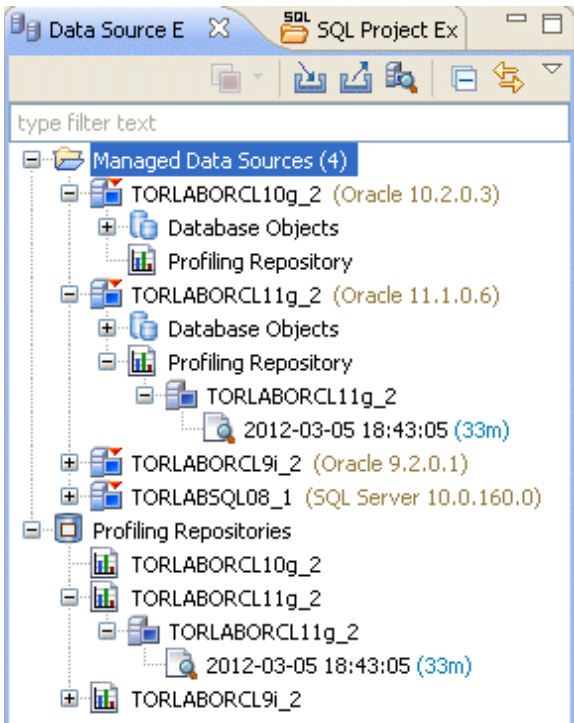 Data Source E SQL Project Ex
type filter text
Managed Data Sources (4)
TORLABORCL10g_2 (Oracle 10.2.0.3)
Database Objects
Profiling Repository
TORLABORCL11g_2 (Oracle 11.1.0.6)
Database Objects
Profiling Repository
TORLABORCL11g_2
2012-03-05 18:43:05 (33m)
TORLABORCL9i_2 (Oracle 9.2.0.1)
TORLABSQL08_1 (SQL Server 10.0.160.0)
Profiling Repositories
TORLABORCL10g_2
TORLABORCL11g_2
TORLABORCL11g_2
2012-03-05 18:43:05 (33m)
TORLABORCL9i_2